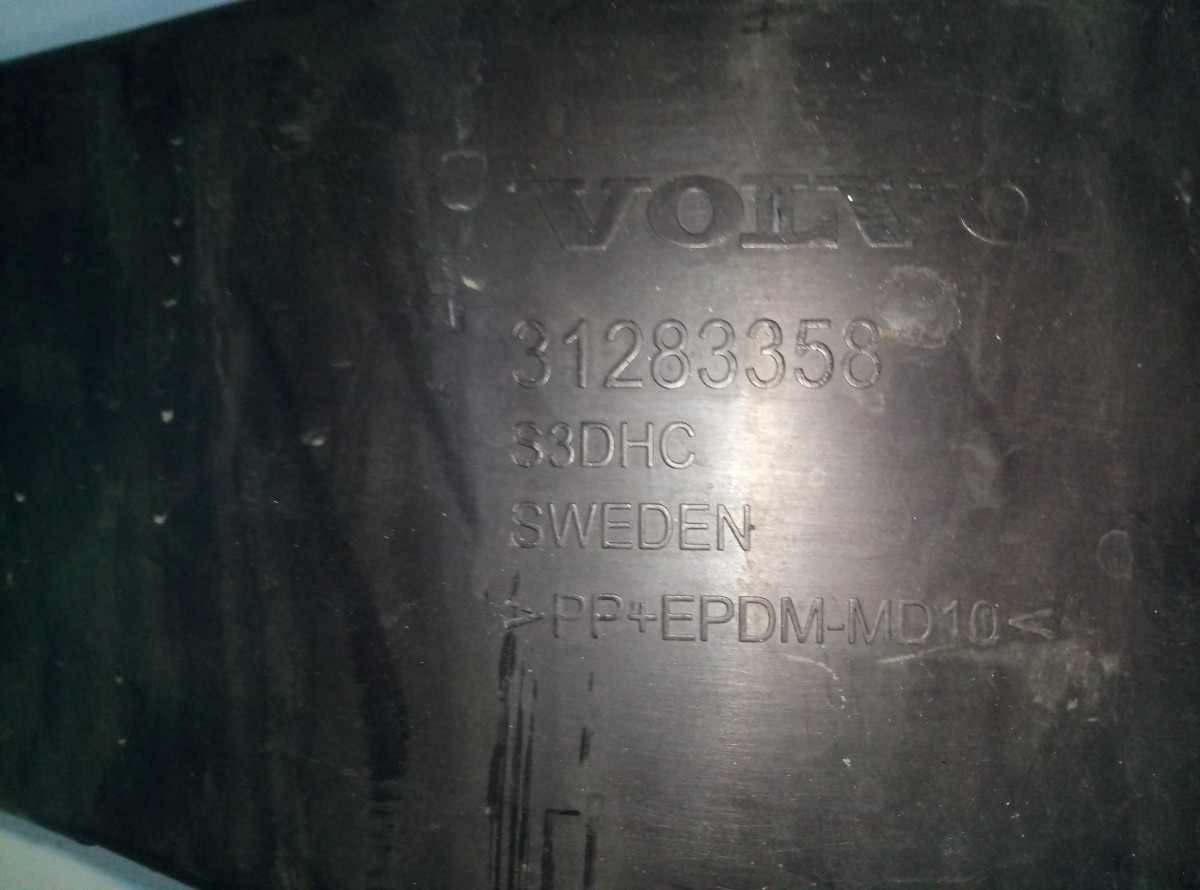 VOLVO
31283358
S3DHC
SWEDEN
>PP+EPDM-MD10<